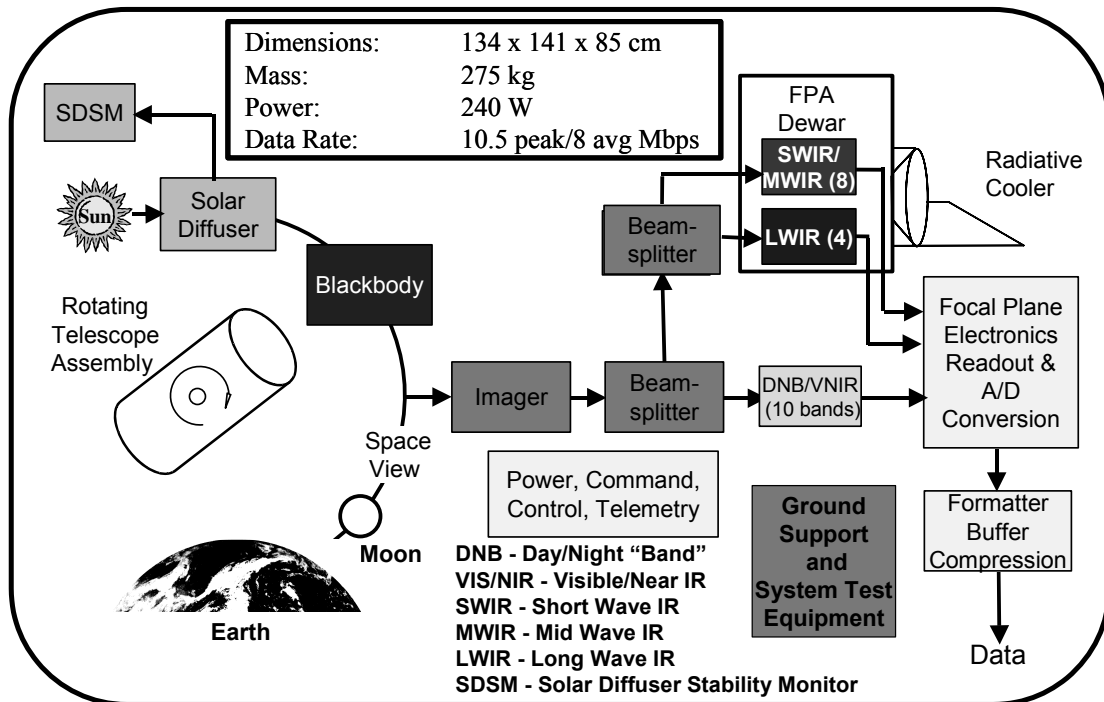 Dimensions: 134 x 141 x 85 cm
Mass: 275 kg
Power: 240 W
Data Rate: 10.5 peak/8 avg Mbps
SDSM
Sun
Solar
Diffuser
Blackbody
Rotating
Telescope
Assembly
Space
View
Moon
Earth
Imager
Beam-
splitter
Beam-
splitter
FPA
Dewar
SWIR/
MWIR (8)
LWIR (4)
Radiative
Cooler
DNB/VNIR
(10 bands)
Focal Plane
Electronics
Readout &
A/D
Conversion
Formatter
Buffer
Compression
Data
Power, Command,
Control, Telemetry
Ground
Support
and
System Test
Equipment
DNB - Day/Night “Band”
VIS/NIR - Visible/Near IR
SWIR - Short Wave IR
MWIR - Mid Wave IR
LWIR - Long Wave IR
SDSM - Solar Diffuser Stability Monitor